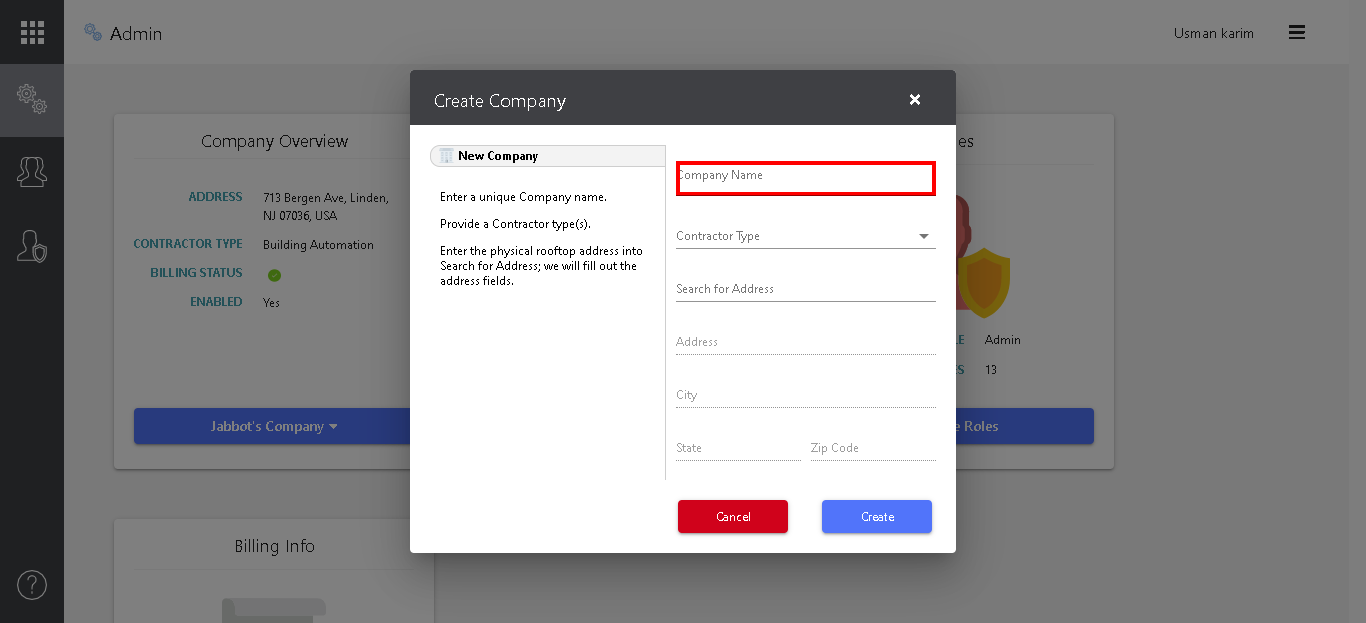 Admin
Usman karim
Create Company
×
Company Overview
ADDRESS
713 Bergen Ave, Linden,
NJ 07036, USA
CONTRACTOR TYPE
Building Automation
BILLING STATUS
ENABLED
Yes
Jabbot's Company
Billing Info
New Company
Enter a unique Company name.
Provide a Contractor type(s).
Enter the physical rooftop address into
Search for Address; we will fill out the
address fields.
Company Name
Contractor Type
Search for Address
Address
City
State
Zip Code
Cancel
Create
Admin
13
Roles
?